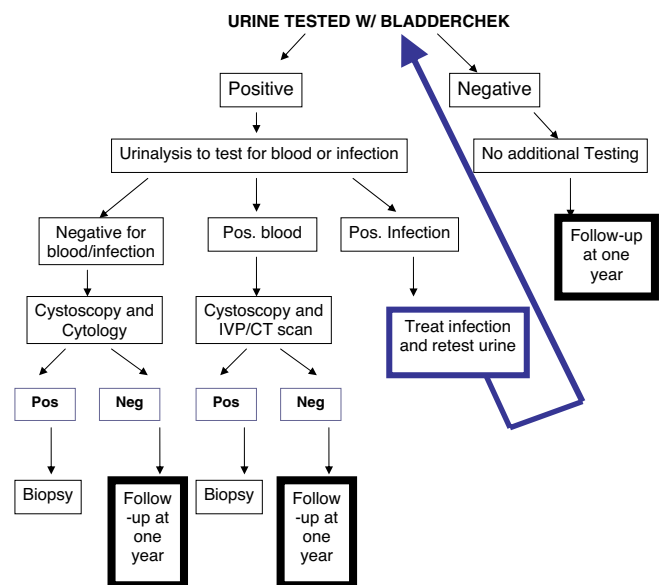 URINE TESTED W/ BLADDERCHEK
Positive
Negative
Urinalysis to test for blood or infection
No additional Testing
Negative for
blood/infection
Pos. blood
Pos. Infection
Follow-up
at one
year
Cystoscopy and
Cytology
Cystoscopy and
IVP/CT scan
Treat infection
and retest urine
Pos
Neg
Pos
Neg
Biopsy
Follow
-up at
one
year
Biopsy
Follow
-up at
one
year